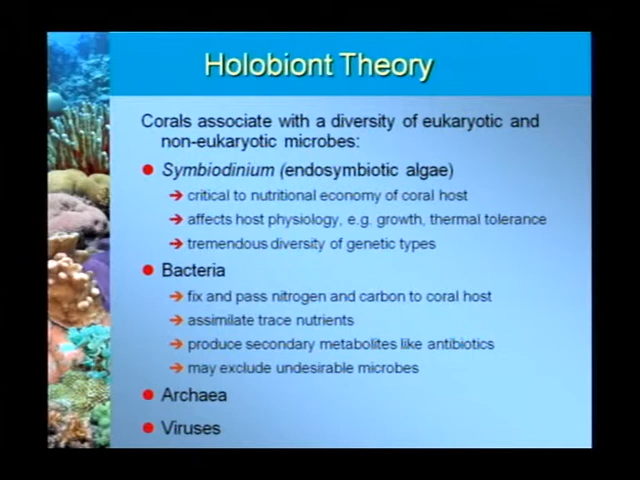 Holobiont Theory
Corals associate with a diversity of eukaryotic and
non-eukaryotic microbes:
Symbiodinium (endosymbiotic algae)
critical to nutritional economy of coral host
affects host physiology, e.g. growth, thermal tolerance
tremendous diversity of genetic types
Bacteria
fix and pass nitrogen and carbon to coral host
assimilate trace nutrients
produce secondary metabolites like antibiotics
may exclude undesirable microbes
Archaea
Viruses